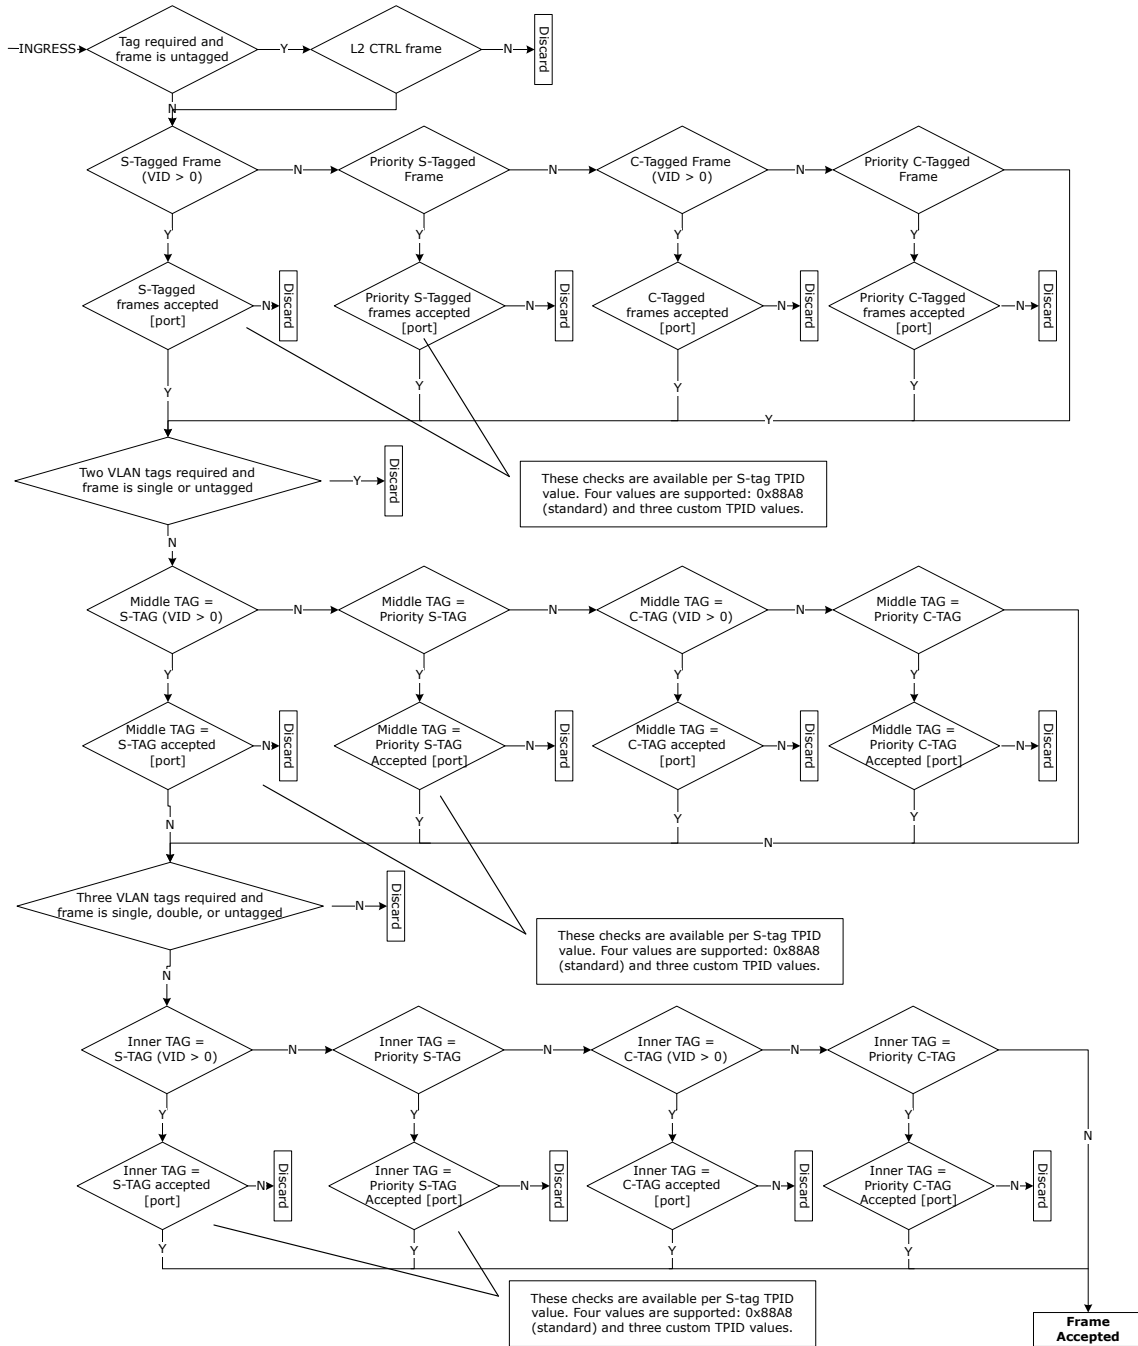 INGRESS
Tag required and
frame is untagged
Y
L2 CTRL frame
N
Discard
N
S-Tagged Frame
(VID > 0)
N
Priority S-Tagged
Frame
N
C-Tagged Frame
(VID > 0)
N
Priority C-Tagged
Frame
Y
Y
Y
Y
S-Tagged
frames accepted
[port]
N
Discard
Priority S-Tagged
frames accepted
[port]
N
Discard
C-Tagged
frames accepted
[port]
N
Discard
Priority C-Tagged
frames accepted
[port]
N
Discard
Y
Y
Y
Y
Y
Two VLAN tags required and
frame is single or untagged
Y
Discard
These checks are available per S-tag TPID
value. Four values are supported: 0x88A8
(standard) and three custom TPID values.
N
Middle TAG =
S-TAG (VID > 0)
N
Middle TAG =
Priority S-TAG
N
Middle TAG =
C-TAG (VID > 0)
N
Middle TAG =
Priority C-TAG
Y
Y
Y
Y
Middle TAG =
S-TAG accepted
[port]
N
Discard
Middle TAG =
Priority S-TAG
Accepted [port]
N
Discard
Middle TAG =
C-TAG accepted
[port]
N
Discard
Middle TAG =
Priority C-TAG
Accepted [port]
N
Discard
N
Y
Y
Y
N
Three VLAN tags required and
frame is single, double, or untagged
N
Discard
These checks are available per S-tag TPID
value. Four values are supported: 0x88A8
(standard) and three custom TPID values.
N
Inner TAG =
S-TAG (VID > 0)
N
Inner TAG =
Priority S-TAG
N
Inner TAG =
C-TAG (VID > 0)
N
Inner TAG =
Priority C-TAG
Y
Y
Y
Y
N
Inner TAG =
S-TAG accepted
[port]
N
Discard
Inner TAG =
Priority S-TAG
Accepted [port]
N
Discard
Inner TAG =
C-TAG accepted
[port]
N
Discard
Inner TAG =
Priority C-TAG
Accepted [port]
N
Discard
Y
Y
Y
Y
These checks are available per S-tag TPID
value. Four values are supported: 0x88A8
(standard) and three custom TPID values.
Frame
Accepted